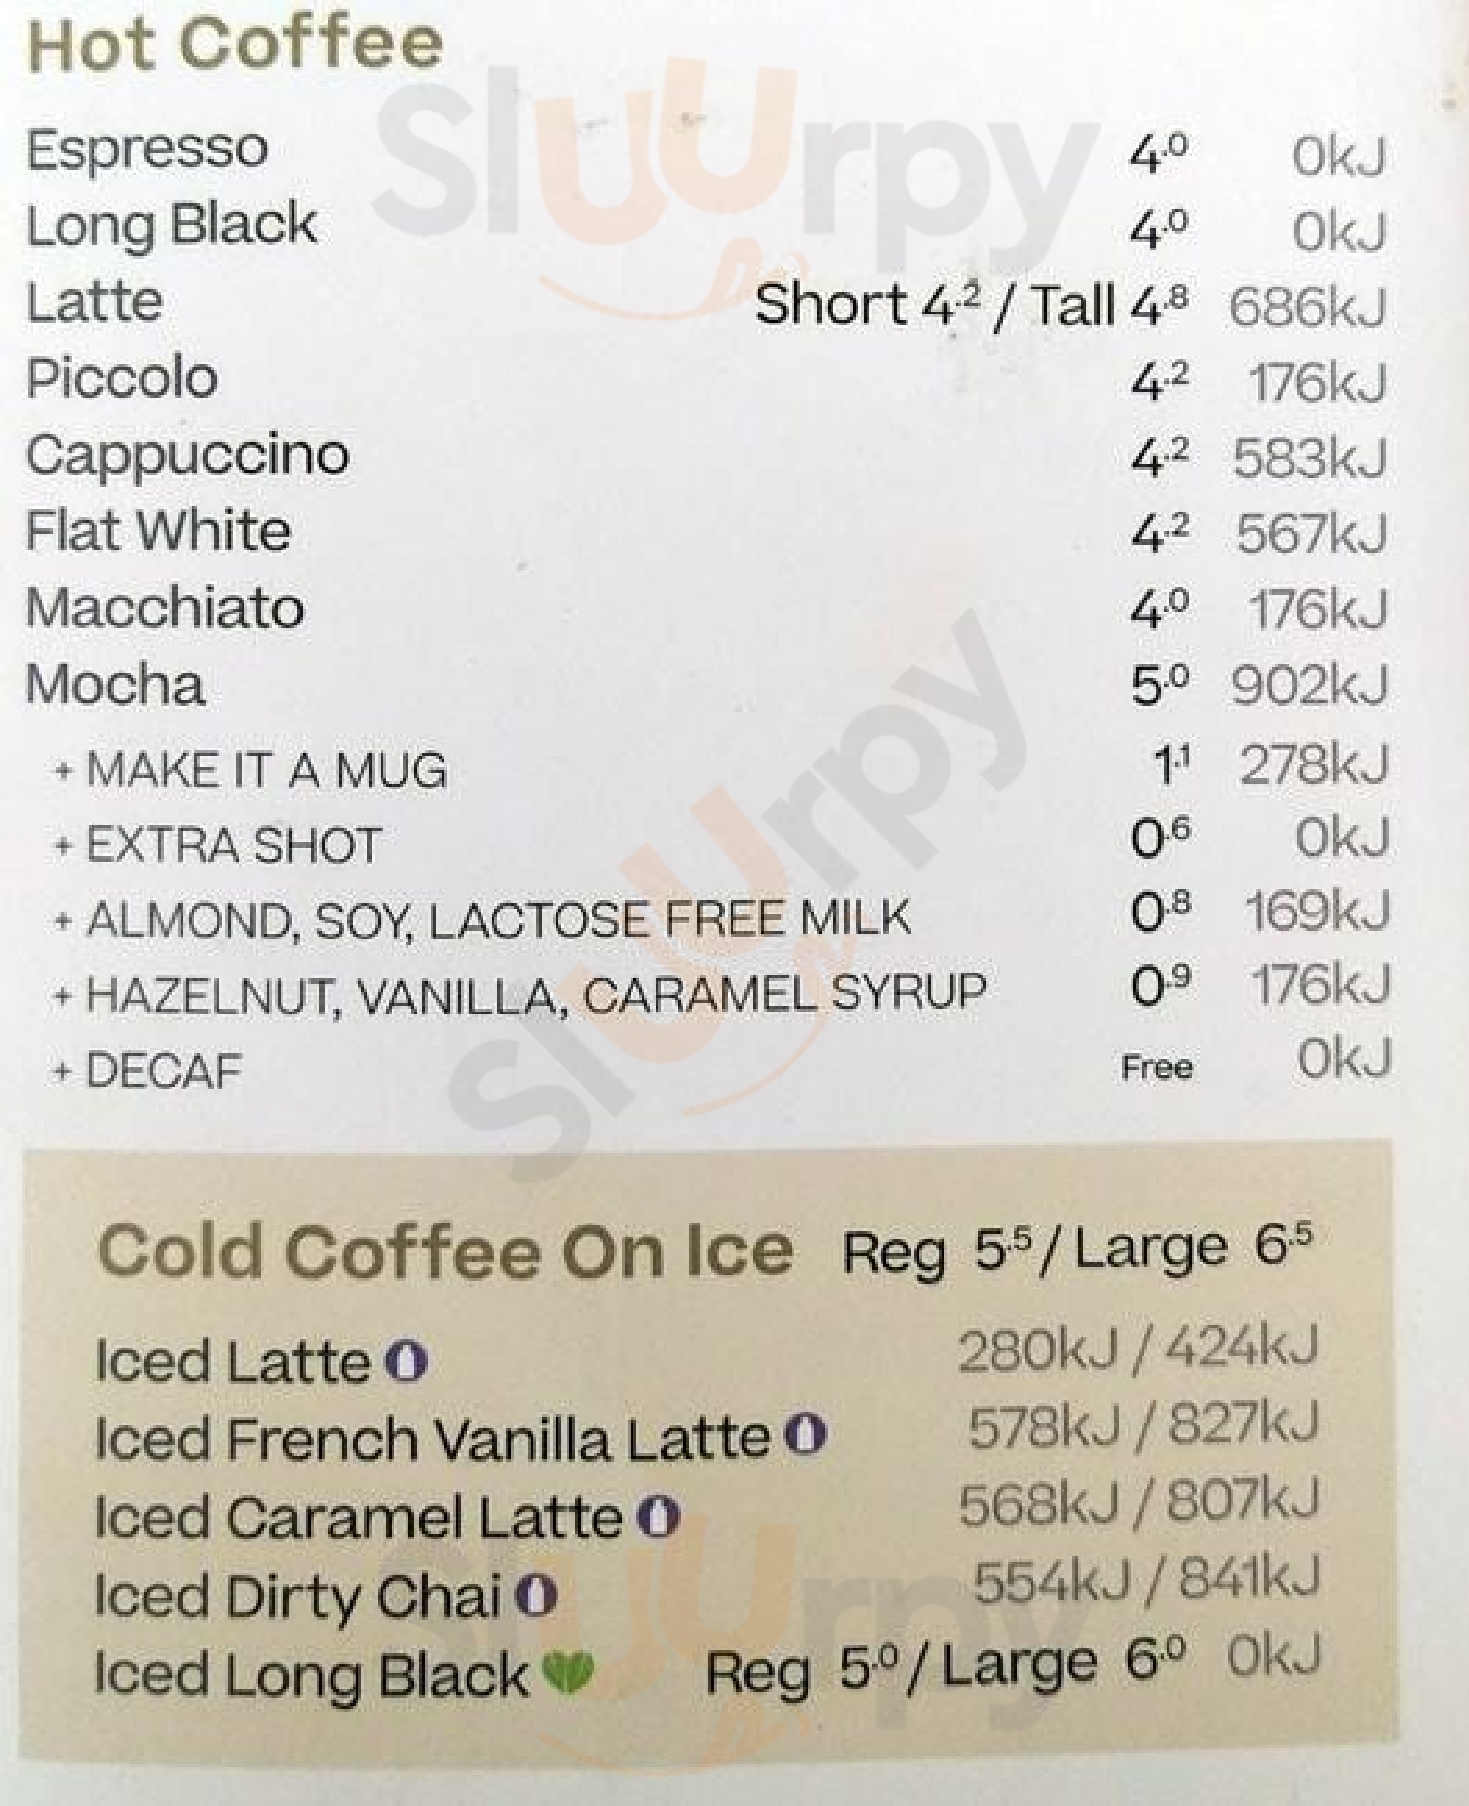 Hot Coffee
Espresso 4.0 0kJ
Long Black 4.0 0kJ
Latte Short 4.2 / Tall 4.8 686kJ
Piccolo 4.2 176kJ
Cappuccino 4.2 583kJ
Flat White 4.2 567kJ
Macchiato 4.0 176kJ
Mocha 5.0 902kJ
+ MAKE IT A MUG 1.1 278kJ
+ EXTRA SHOT 0.6 0kJ
+ ALMOND, SOY, LACTOSE FREE MILK 0.8 169kJ
+ HAZELNUT, VANILLA, CARAMEL SYRUP 0.9 176kJ
+ DECAF Free 0kJ
Cold Coffee On Ice Reg 5.5 / Large 6.5
Iced Latte 280kJ / 424kJ
Iced French Vanilla Latte 578kJ / 827kJ
Iced Caramel Latte 568kJ / 807kJ
Iced Dirty Chai 554kJ / 841kJ
Iced Long Black Reg 5.0 / Large 6.0 0kJ
Sluurpy
Sluurpy
Sluurpy